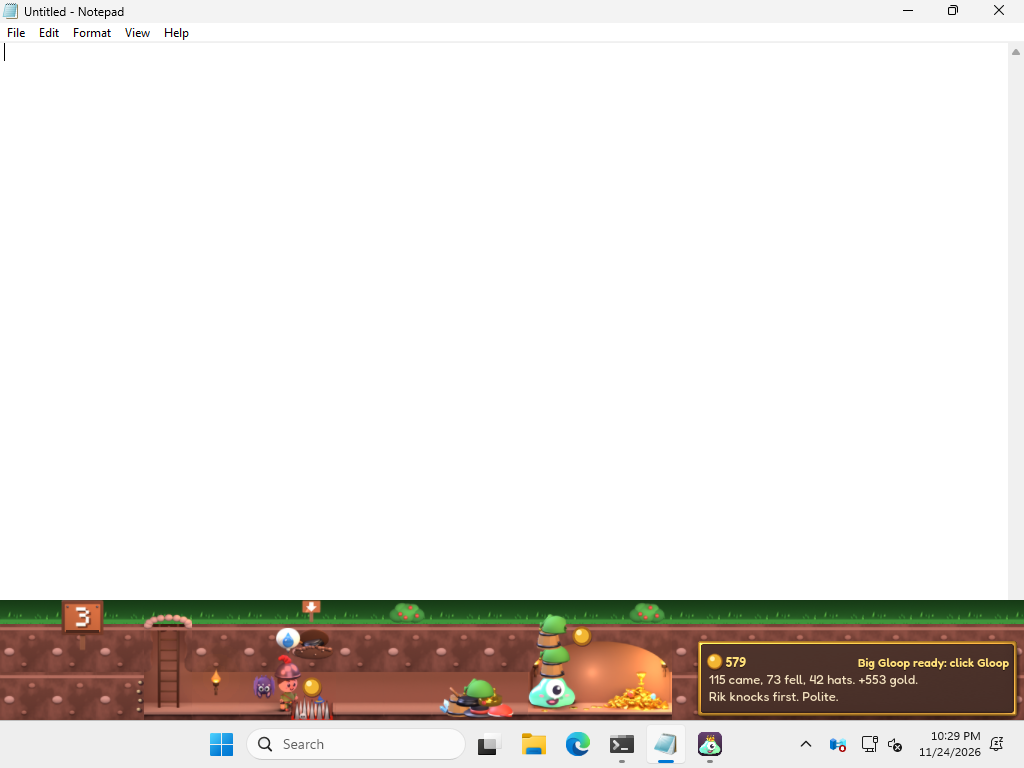 Untitled - Notepad
File Edit Format View Help
3
579 Big Gloop ready: click Gloop
115 came, 73 fell, 42 hats. +553 gold.
Rik knocks first. Polite.
Search
10:29 PM
11/24/2026